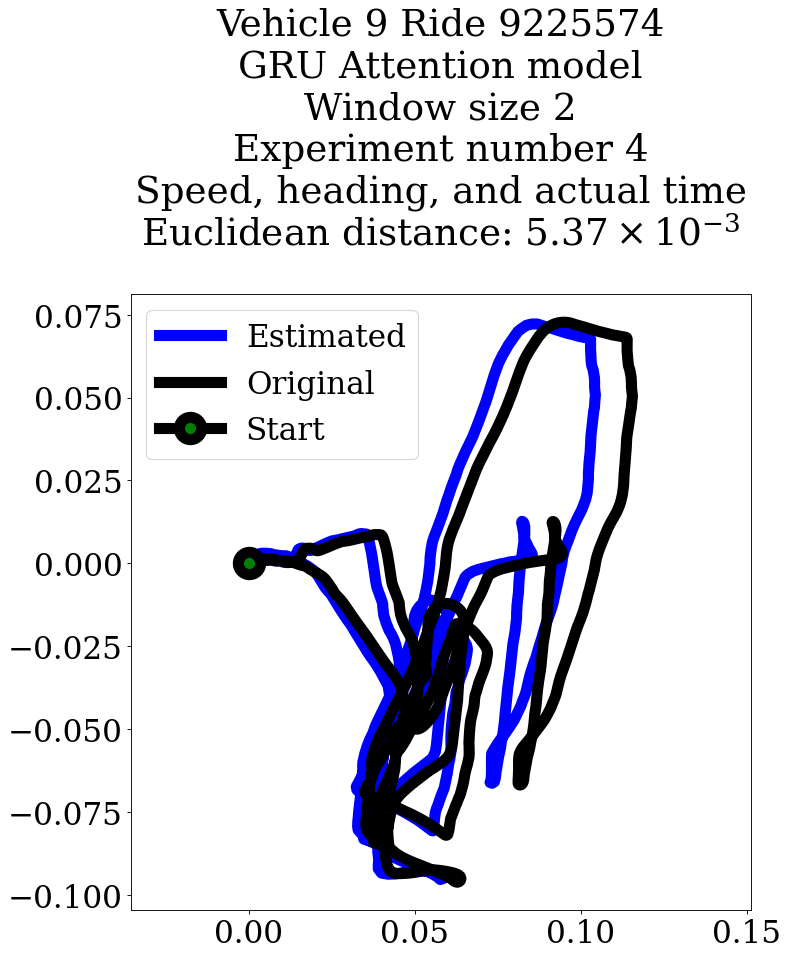 Vehicle 9 Ride 9225574
GRU Attention model
Window size 2
Experiment number 4
Speed, heading, and actual time
Euclidean distance: 5.37 × 10⁻³
Estimated
Original
Start
0.075
0.050
0.025
0.000
−0.025
−0.050
−0.075
−0.100
0.00 0.05 0.10 0.15